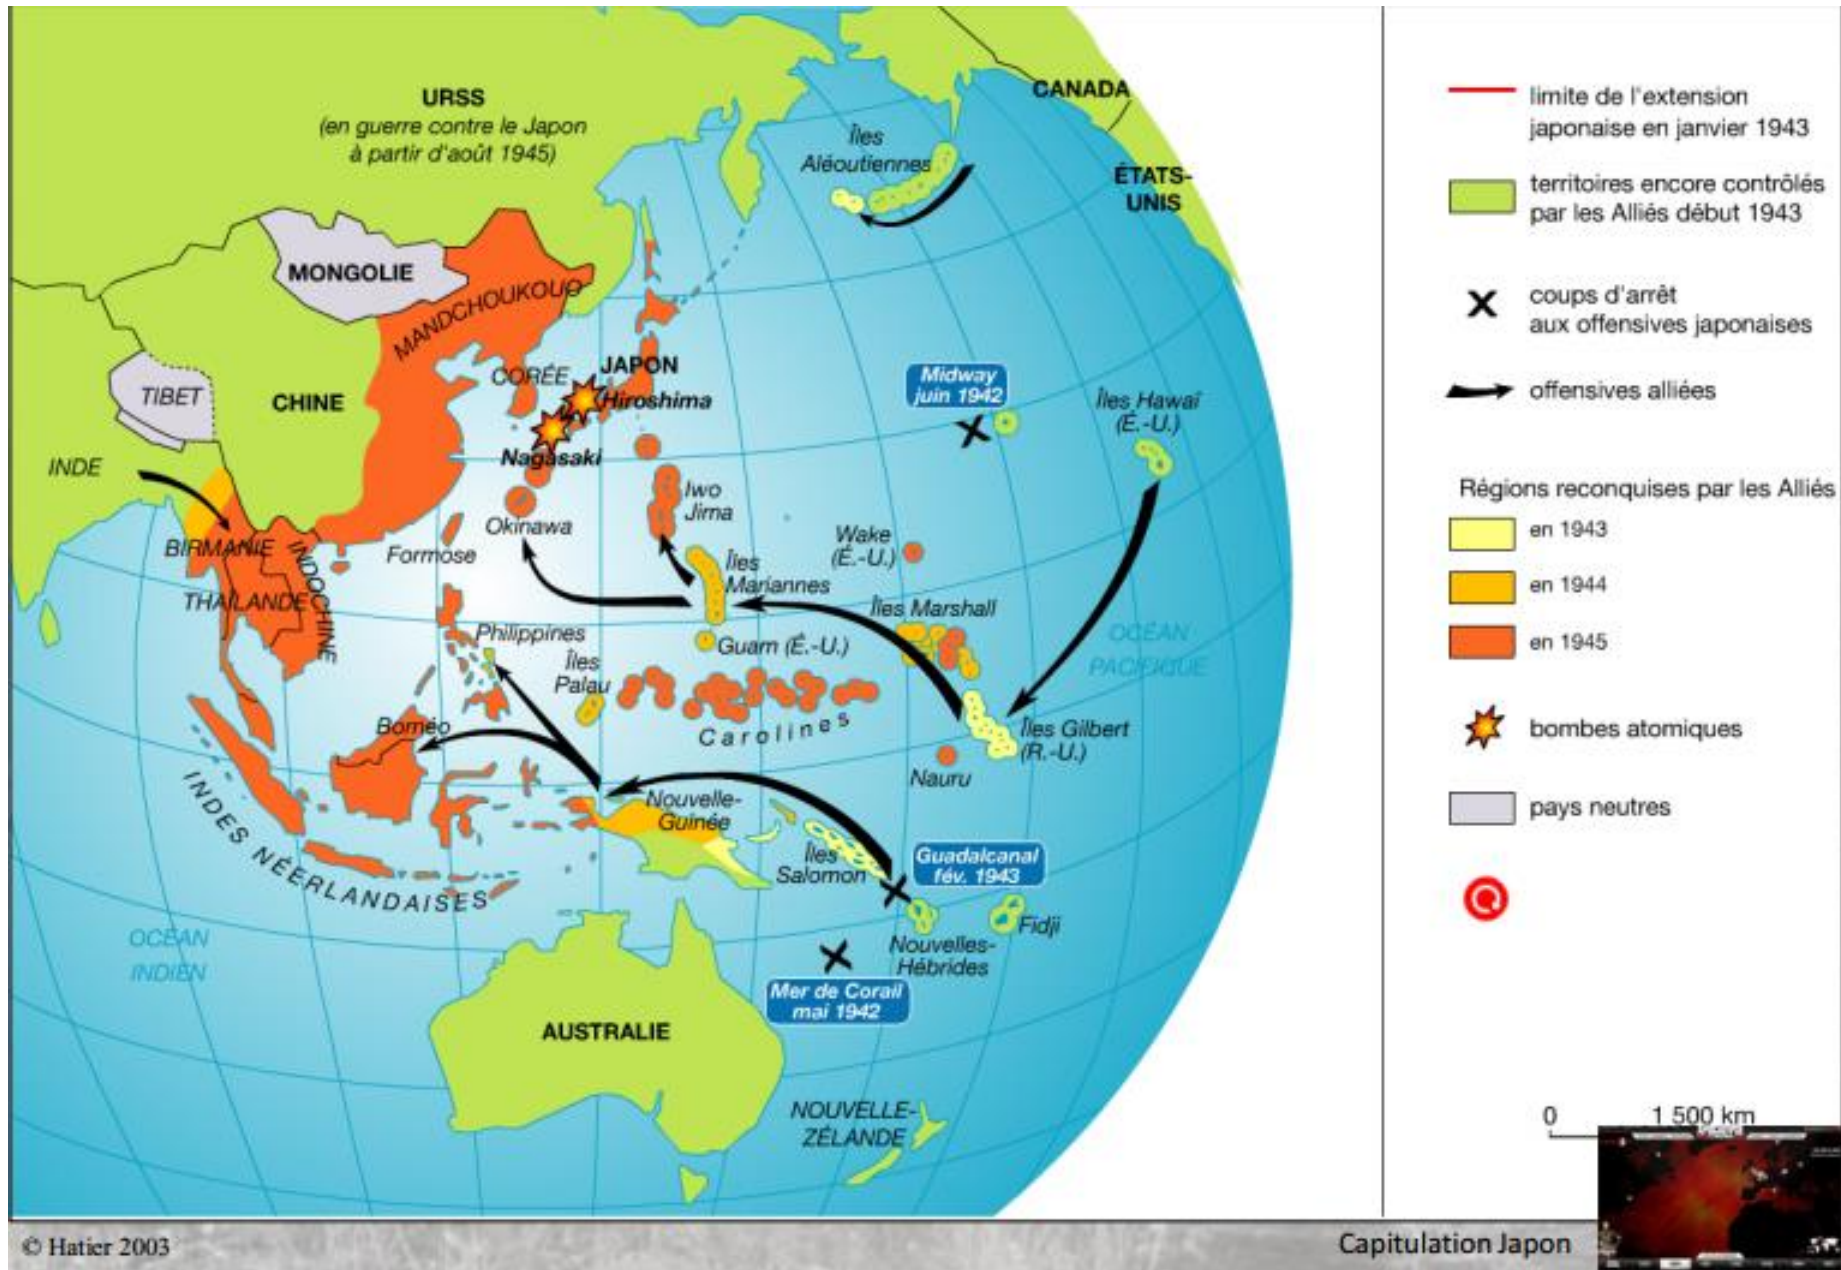 URSS
(en guerre contre le Japon
à partir d'août 1945)
Îles
Aléoutiennes
CANADA
ÉTATS-
UNIS
MONGOLIE
MANDCHOUKOUO
TIBET
CHINE
CORÉE
JAPON
Hiroshima
Nagasaki
INDE
Midway
juin 1942
Îles Hawaï
(É.-U.)
Okinawa
Iwo
Jima
Formose
BIRMANIE
INDOCHINE
THAÏLANDE
Wake
(É.-U.)
Îles
Mariannes
Îles Marshall
Guam (É.-U.)
Philippines
Îles
Palau
OCÉAN
PACIFIQUE
Carolines
Îles Gilbert
(R.-U.)
Nauru
Bornéo
INDES NÉERLANDAISES
Nouvelle-
Guinée
Îles
Salomon
Guadalcanal
fév. 1943
Fidji
Nouvelles-
Hébrides
Mer de Corail
mai 1942
OCÉAN
INDIEN
AUSTRALIE
NOUVELLE-
ZÉLANDE
limite de l'extension
japonaise en janvier 1943
territoires encore contrôlés
par les Alliés début 1943
coups d'arrêt
aux offensives japonaises
offensives alliées
Régions reconquises par les Alliés
en 1943
en 1944
en 1945
bombes atomiques
pays neutres
0 1 500 km
© Hatier 2003
Capitulation Japon